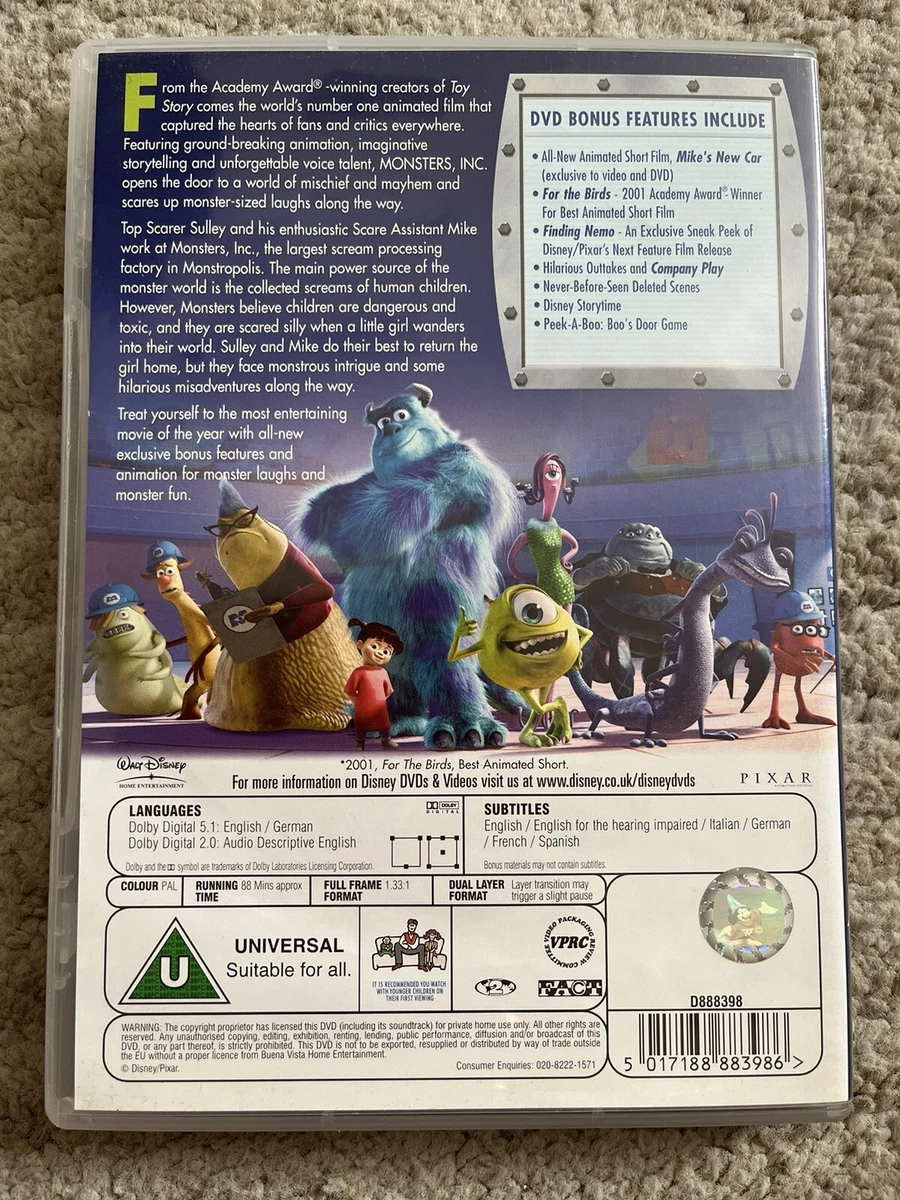 From the Academy Award® -winning creators of Toy
Story comes the world's number one animated film that
captured the hearts of fans and critics everywhere.
Featuring ground-breaking animation, imaginative
storytelling and unforgettable voice talent, MONSTERS, INC.
opens the door to a world of mischief and mayhem and
scares up monster-sized laughs along the way.
Top Scarer Sulley and his enthusiastic Scare Assistant Mike
work at Monsters, Inc., the largest scream processing
factory in Monstropolis. The main power source of the
monster world is the collected screams of human children.
However, Monsters believe children are dangerous and
toxic, and they are scared silly when a little girl wanders
into their world. Sulley and Mike do their best to return the
girl home, but they face monstrous intrigue and some
hilarious misadventures along the way.
Treat yourself to the most entertaining
movie of the year with all-new
exclusive bonus features and
animation for monster laughs and
monster fun.
DVD BONUS FEATURES INCLUDE
• All-New Animated Short Film, Mike's New Car
(exclusive to video and DVD)
• For the Birds - 2001 Academy Award®- Winner
For Best Animated Short Film
• Finding Nemo - An Exclusive Sneak Peek of
Disney/Pixar's Next Feature Film Release
• Hilarious Outtakes and Company Play
• Never-Before-Seen Deleted Scenes
• Disney Storytime
• Peek-A-Boo: Boo's Door Game
WALT DISNEY
HOME ENTERTAINMENT
*2001, For The Birds, Best Animated Short.
For more information on Disney DVDs & Videos visit us at www.disney.co.uk/disneydvds
PIXAR
ANIMATION STUDIOS
LANGUAGES
Dolby Digital 5.1: English / German
Dolby Digital 2.0: Audio Descriptive English
DOLBY
DIGITAL
Dolby and the symbol are trademarks of Dolby Laboratories Licensing Corporation.
SUBTITLES
English / English for the hearing impaired / Italian / German
/ French / Spanish
Bonus materials may not contain subtitles.
COLOUR PAL
RUNNING 88 Mins approx
TIME
FULL FRAME 1.33:1
FORMAT
DUAL LAYER Layer transition may
FORMAT trigger a slight pause
U
UNIVERSAL
Suitable for all.
IT IS RECOMMENDED YOU WATCH
WITH YOUNGER CHILDREN ON
THEIR FIRST VIEWING
VIDEO PACKAGING REVIEW COMMITTEE
VPRC
2
FACT
D888398
5 017188 883986 >
WARNING: The copyright proprietor has licensed this DVD (including its soundtrack) for private home use only. All other rights are
reserved. Any unauthorised copying, editing, exhibition, renting, lending, public performance, diffusion and/or broadcast of this
DVD, or any part thereof, is strictly prohibited. This DVD is not to be exported, resupplied or distributed by way of trade outside
the EU without a proper licence from Buena Vista Home Entertainment.
© Disney/Pixar.
Consumer Enquiries: 020-8222-1571